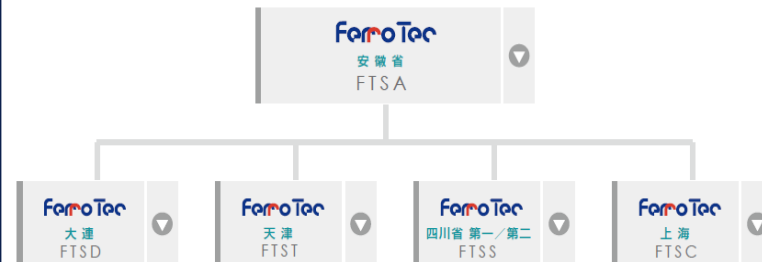 FerroTec
安徽省
FTSA
FerroTec
大連
FTSD
FerroTec
天津
FTST
FerroTec
四川省 第一／第二
FTSS
FerroTec
上海
FTSC